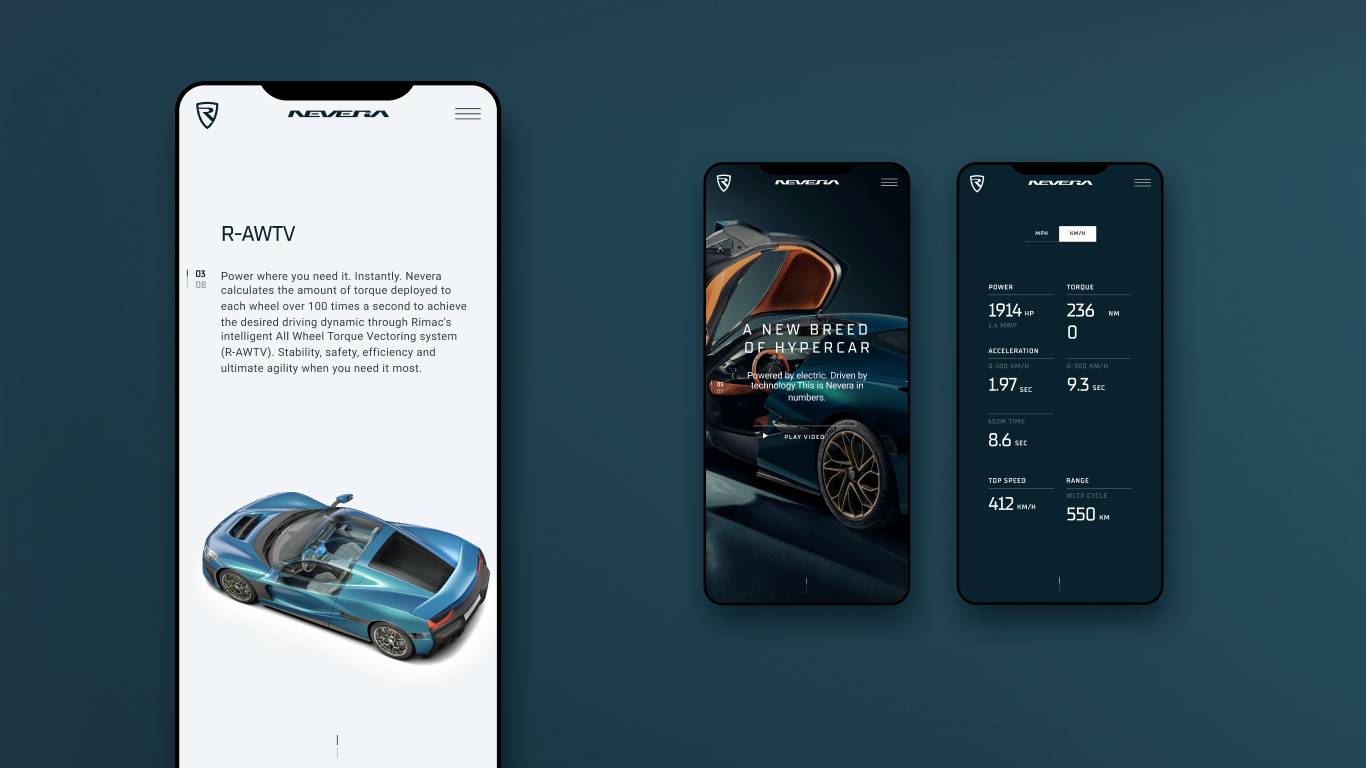 NEVERA
R-AWTV
03
08
Power where you need it. Instantly. Nevera
calculates the amount of torque deployed to
each wheel over 100 times a second to achieve
the desired driving dynamic through Rimac's
intelligent All Wheel Torque Vectoring system
(R-AWTV). Stability, safety, efficiency and
ultimate agility when you need it most.
NEVERA
A NEW BREED
OF HYPERCAR
Powered by electric. Driven by
technology.This is Nevera in
numbers.
03
PLAY VIDEO
NEVERA
MPH KM/H
POWER TORQUE
1914 HP 236 NM
1.4 MWP 0
ACCELERATION
0-100 KM/H 0-300 KM/H
1.97 SEC 9.3 SEC
402M TIME
8.6 SEC
TOP SPEED RANGE
WLTP CYCLE
412 KM/H 550 KM